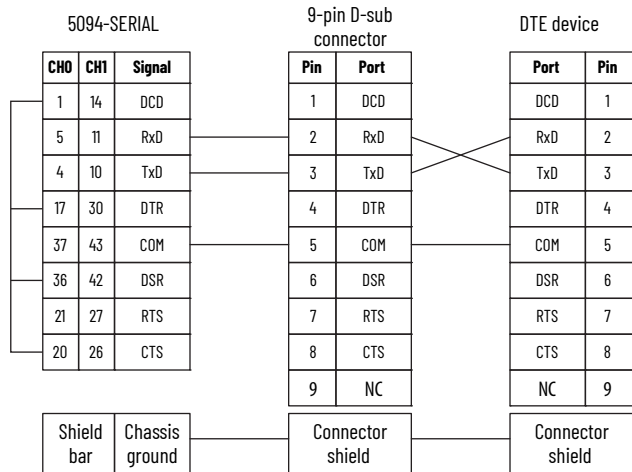 5094-SERIAL
9-pin D-sub
connector
DTE device
CH0 CH1 Signal
Pin Port
Port Pin
1 14 DCD
1 DCD
DCD 1
5 11 RxD
2 RxD
RxD 2
4 10 TxD
3 TxD
TxD 3
17 30 DTR
4 DTR
DTR 4
37 43 COM
5 COM
COM 5
36 42 DSR
6 DSR
DSR 6
21 27 RTS
7 RTS
RTS 7
20 26 CTS
8 CTS
CTS 8
9 NC
NC 9
Shield
bar
Chassis
ground
Connector
shield
Connector
shield